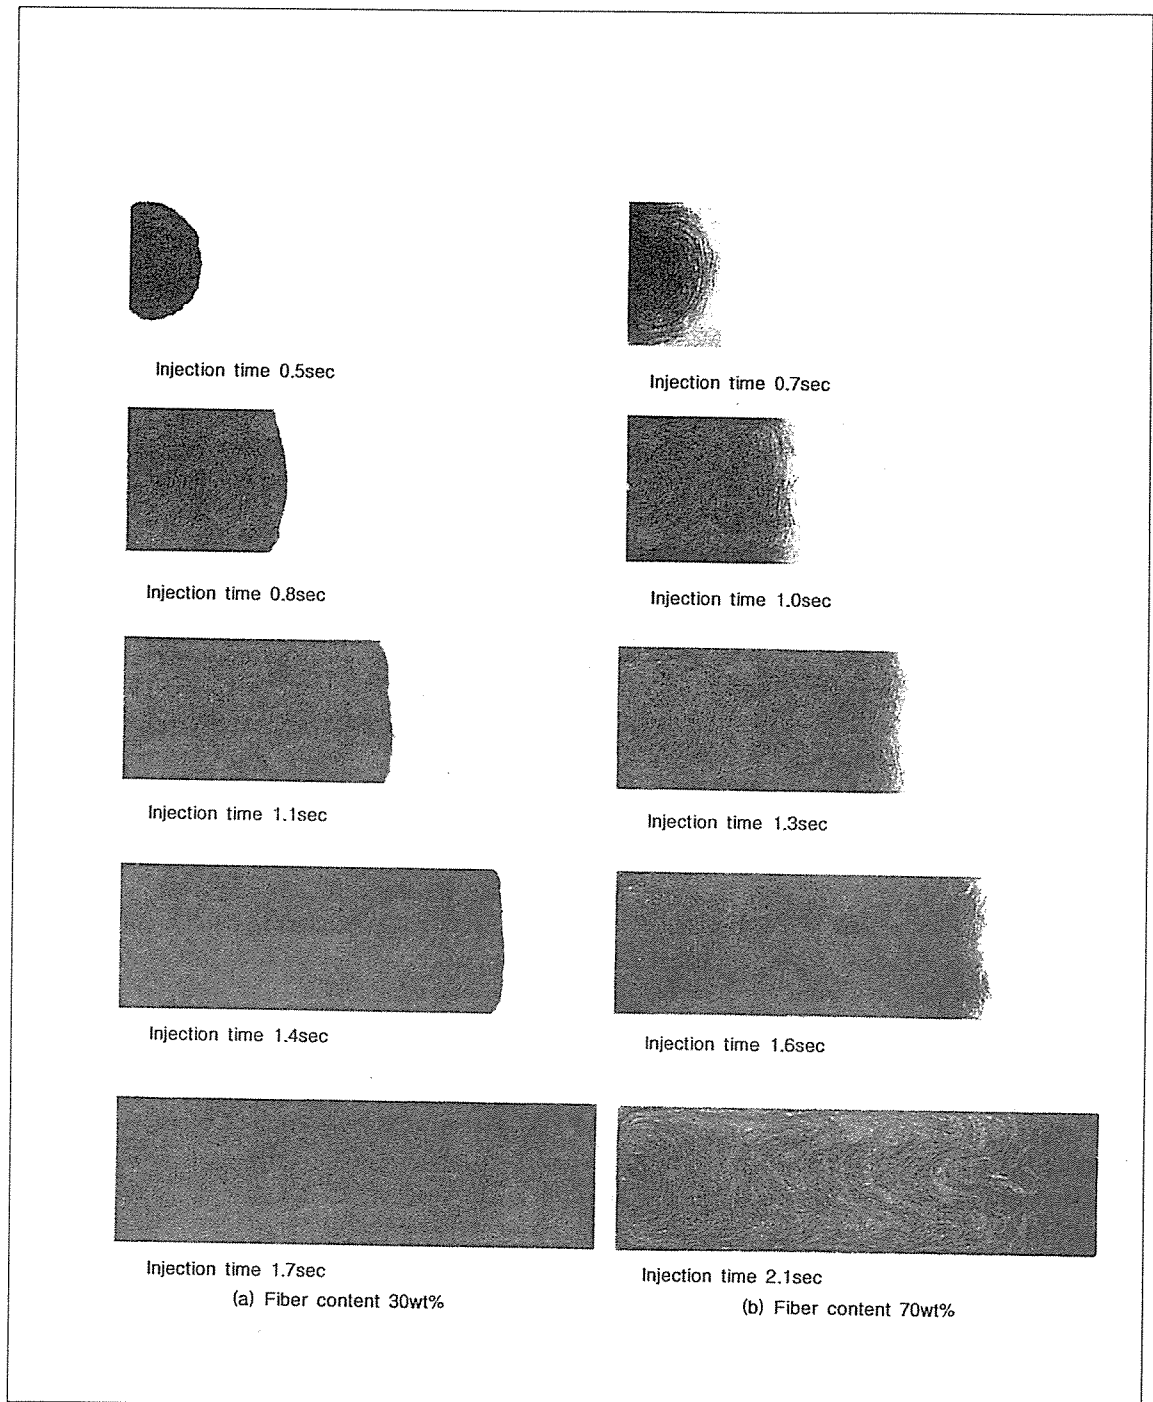 Injection time 0.5sec
Injection time 0.7sec
Injection time 0.8sec
Injection time 1.0sec
Injection time 1.1sec
Injection time 1.3sec
Injection time 1.4sec
Injection time 1.6sec
Injection time 1.7sec
Injection time 2.1sec
(a) Fiber content 30wt%
(b) Fiber content 70wt%